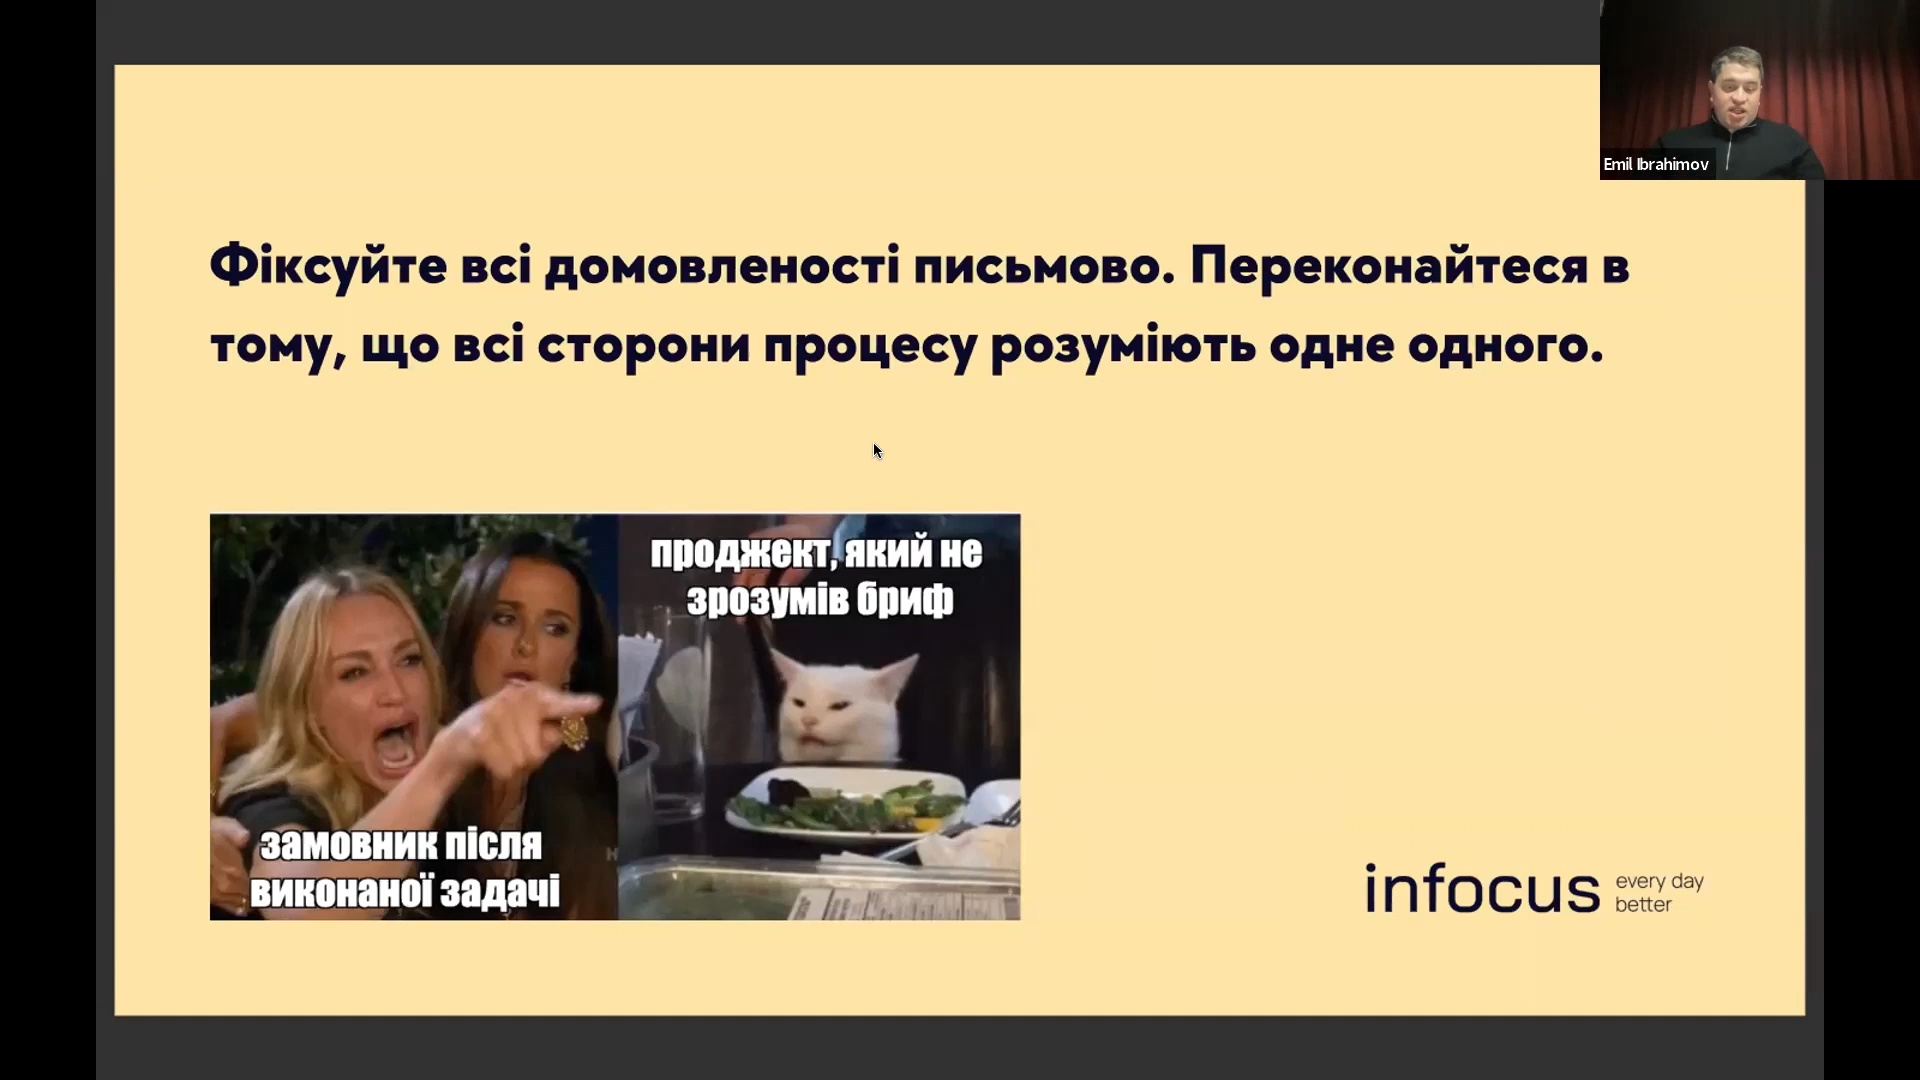 Emil Ibrahimov
Фіксуйте всі домовленості письмово. Переконайтеся в
тому, що всі сторони процесу розуміють одне одного.
проджект, який не
зрозумів бриф
замовник після
виконаної задачі
infocus
every day
better